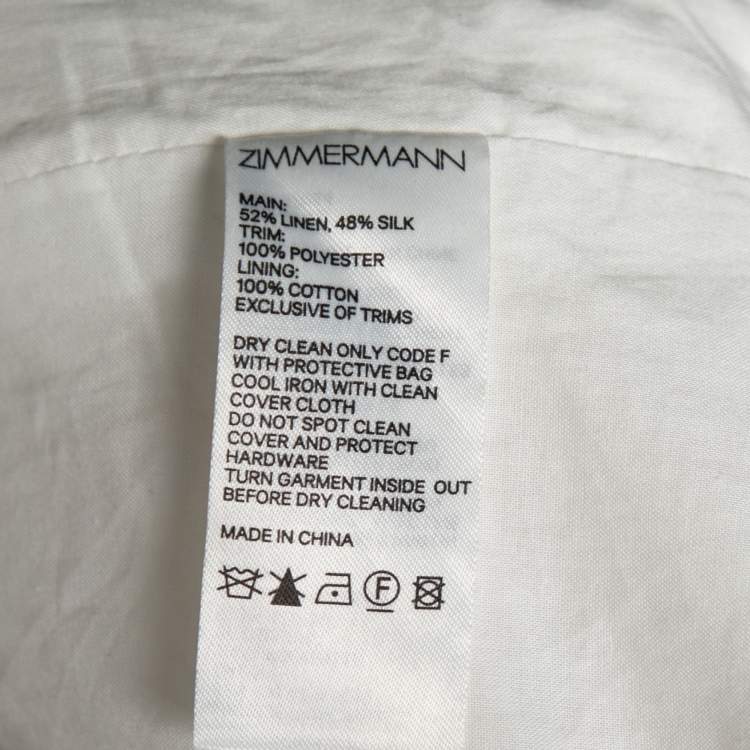 ZIMMERMANN
MAIN:
52% LINEN, 48% SILK
TRIM:
100% POLYESTER
LINING:
100% COTTON
EXCLUSIVE OF TRIMS
DRY CLEAN ONLY CODE F
WITH PROTECTIVE BAG
COOL IRON WITH CLEAN
COVER CLOTH
DO NOT SPOT CLEAN
COVER AND PROTECT
HARDWARE
TURN GARMENT INSIDE OUT
BEFORE DRY CLEANING
MADE IN CHINA
F